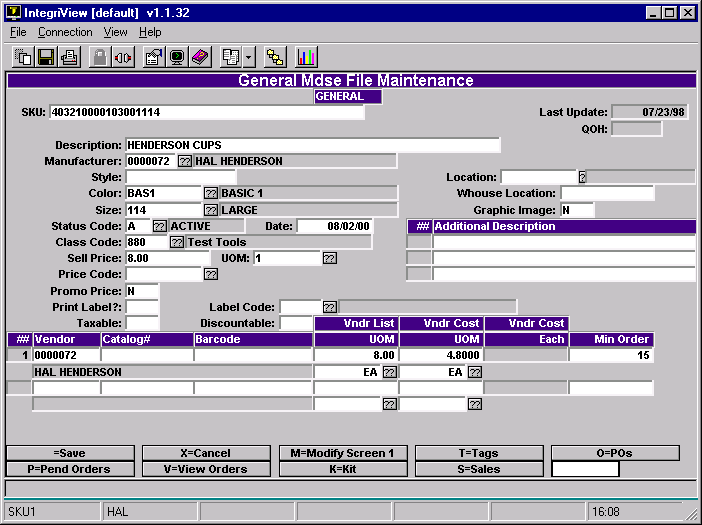 IntegriView [default] v1.1.32
File Connection View Help
General Mdse File Maintenance
GENERAL
SKU: 403210000103001114 Last Update: 07/23/98
QOH:
Description: HENDERSON CUPS
Manufacturer: 0000072 ?? HAL HENDERSON
Style: Location: ?
Color: BAS1 ?? BASIC 1 Whouse Location:
Size: 114 ?? LARGE Graphic Image: N
Status Code: A ?? ACTIVE Date: 08/02/00 ## Additional Description
Class Code: 880 ?? Test Tools
Sell Price: 8.00 UOM: 1 ??
Price Code: ??
Promo Price: N
Print Label?: Label Code: ??
Taxable: Discountable: Vndr List Vndr Cost Vndr Cost
## Vendor Catalog# Barcode UOM UOM Each Min Order
1 0000072 8.00 4.8000 15
HAL HENDERSON EA ?? EA ??
?? ??
=Save X=Cancel M=Modify Screen 1 T=Tags O=POs
P=Pend Orders V=View Orders K=Kit S=Sales
SKU1 HAL 16:08